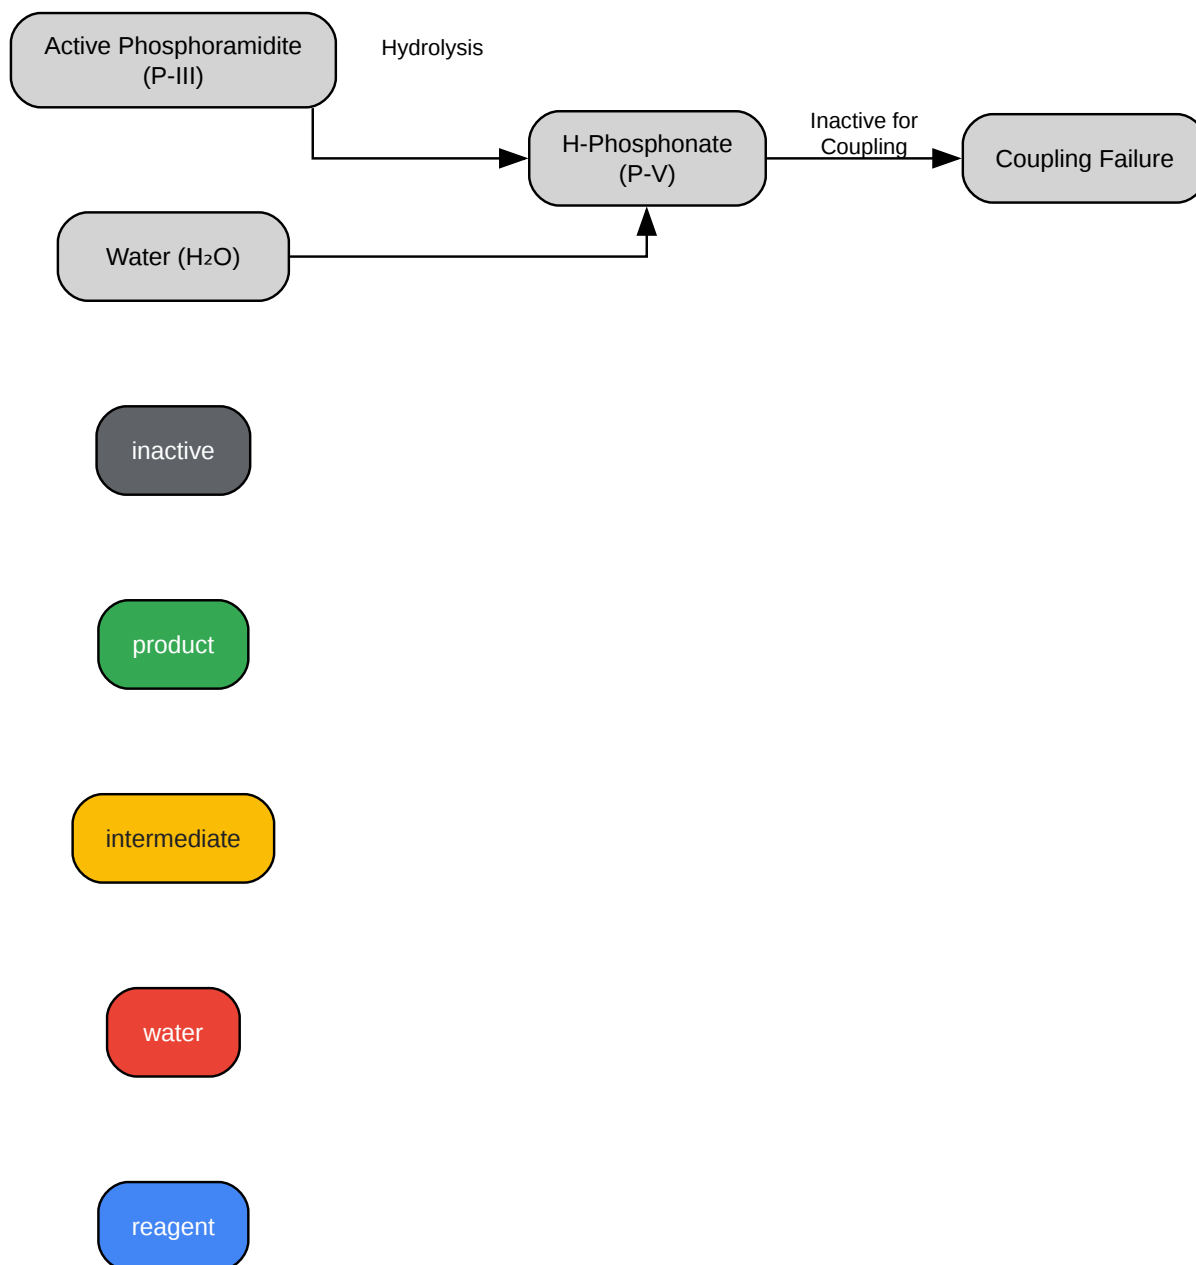 Active Phosphoramidite
(P-III)
Hydrolysis
H-Phosphonate
(P-V)
Inactive for
Coupling
Coupling Failure
Water (H₂O)
inactive
product
intermediate
water
reagent